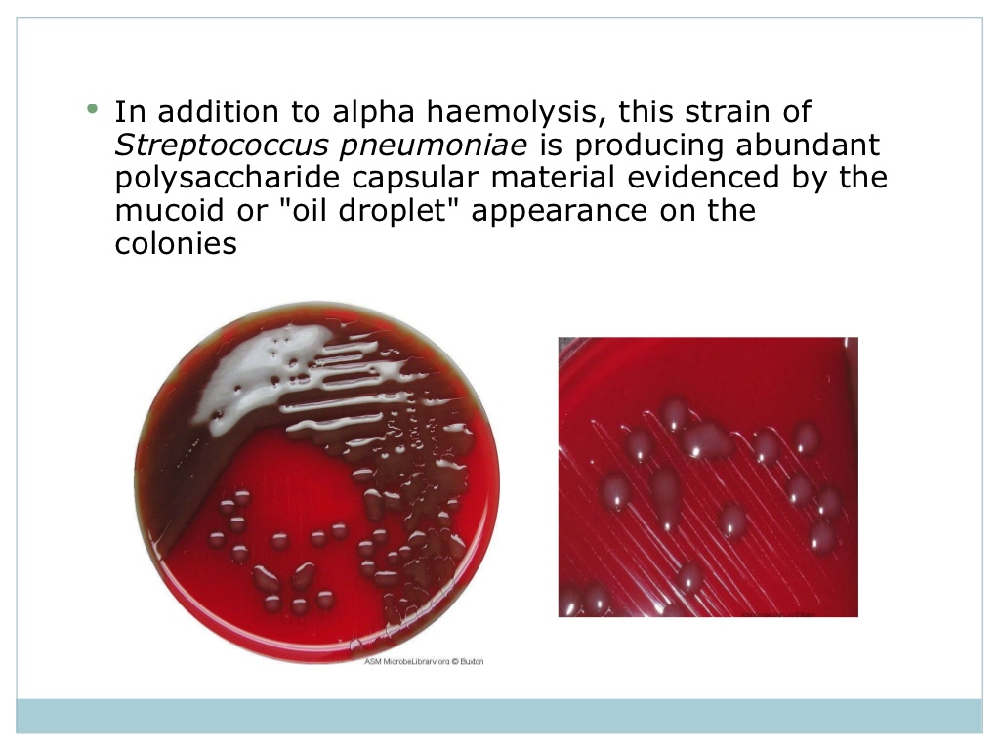 In addition to alpha haemolysis, this strain of
Streptococcus pneumoniae is producing abundant
polysaccharide capsular material evidenced by the
mucoid or "oil droplet" appearance on the
colonies
ASM MicrobeLibrary.org © Buxton